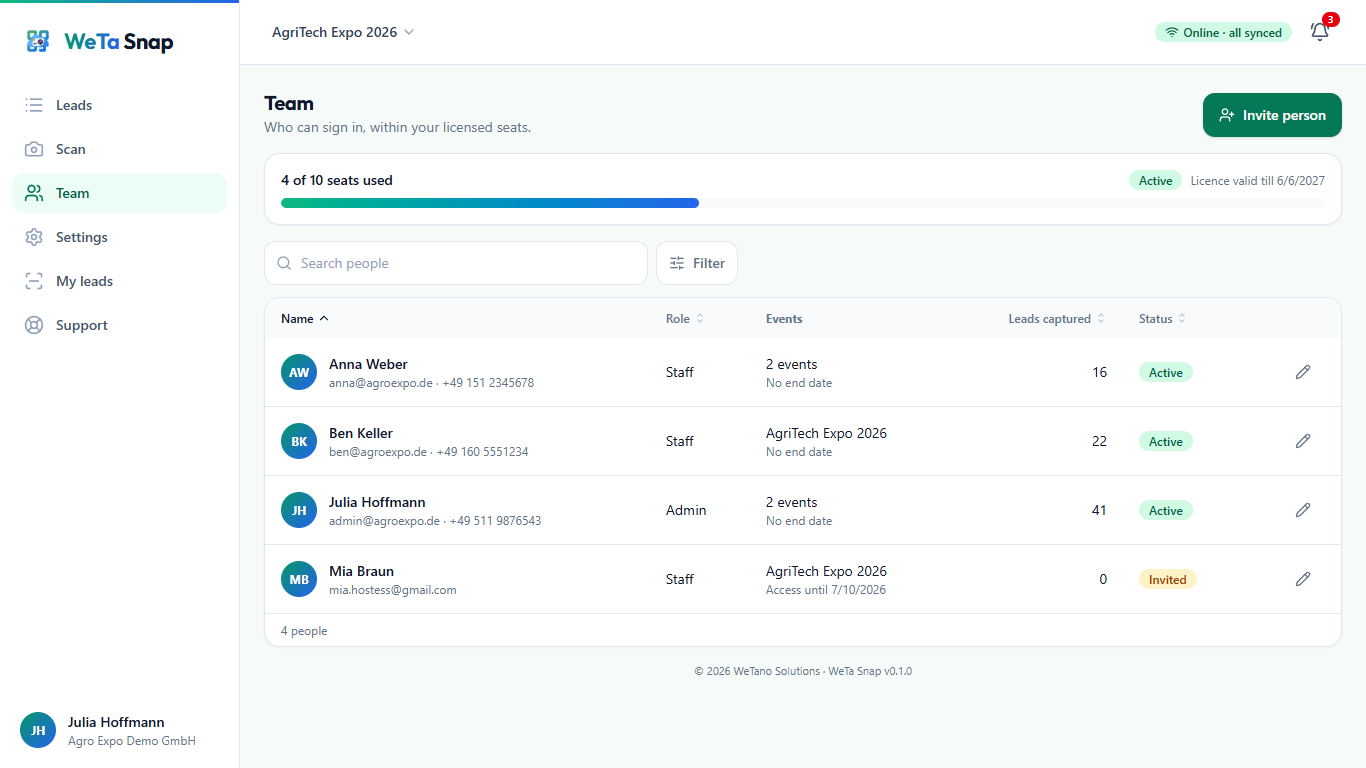 WeTa Snap
AgriTech Expo 2026
Online · all synced
3
Leads
Scan
Team
Settings
My leads
Support
Team
Who can sign in, within your licensed seats.
Invite person
4 of 10 seats used
Active
Licence valid till 6/6/2027
Search people
Filter
Name
Role
Events
Leads captured
Status
AW
Anna Weber
anna@agroexpo.de · +49 151 2345678
Staff
2 events
No end date
16
Active
BK
Ben Keller
ben@agroexpo.de · +49 160 5551234
Staff
AgriTech Expo 2026
No end date
22
Active
JH
Julia Hoffmann
admin@agroexpo.de · +49 511 9876543
Admin
2 events
No end date
41
Active
MB
Mia Braun
mia.hostess@gmail.com
Staff
AgriTech Expo 2026
Access until 7/10/2026
0
Invited
4 people
© 2026 WeTano Solutions · WeTa Snap v0.1.0
JH
Julia Hoffmann
Agro Expo Demo GmbH